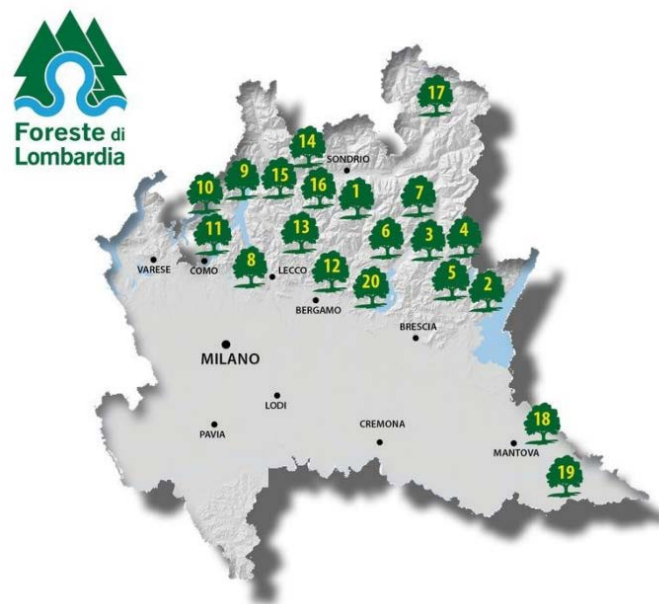 Foreste di
Lombardia
17
14
SONDRIO
9
15
10
16
1
7
11
13
6
3
4
VARESE
COMO
8
LECCO
12
20
5
2
BERGAMO
BRESCIA
MILANO
LODI
PAVIA
CREMONA
18
MANTOVA
19